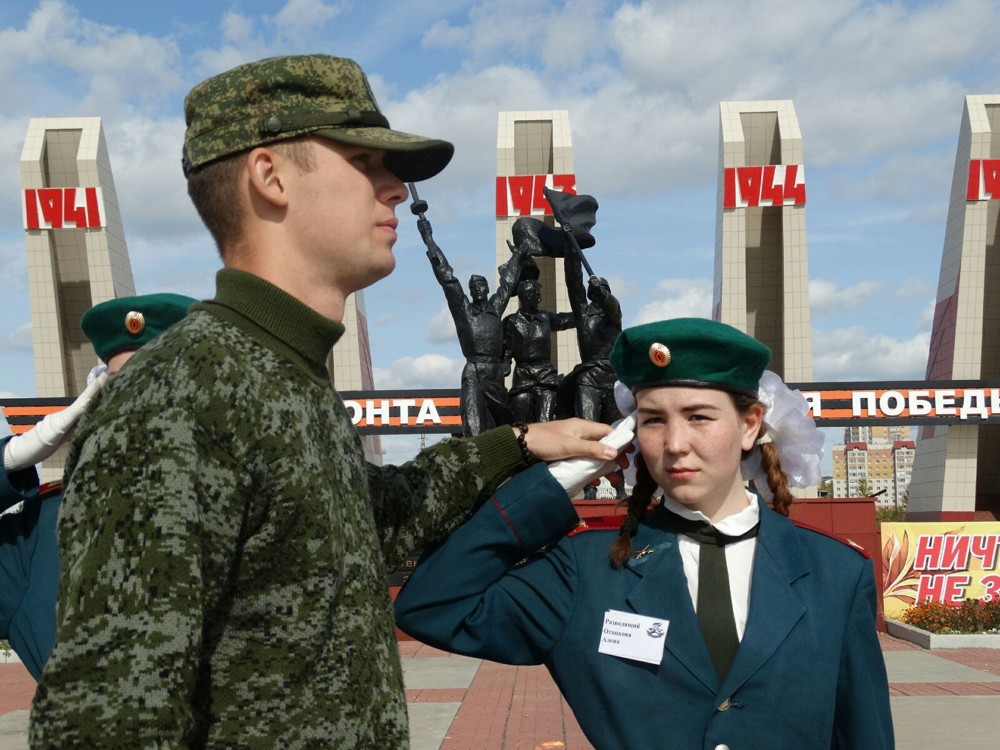 1941
1943
1944
ОНТА
Я ПОБЕДЫ
НИЧ
НЕ З
Разводящий
Отопкова
Алена